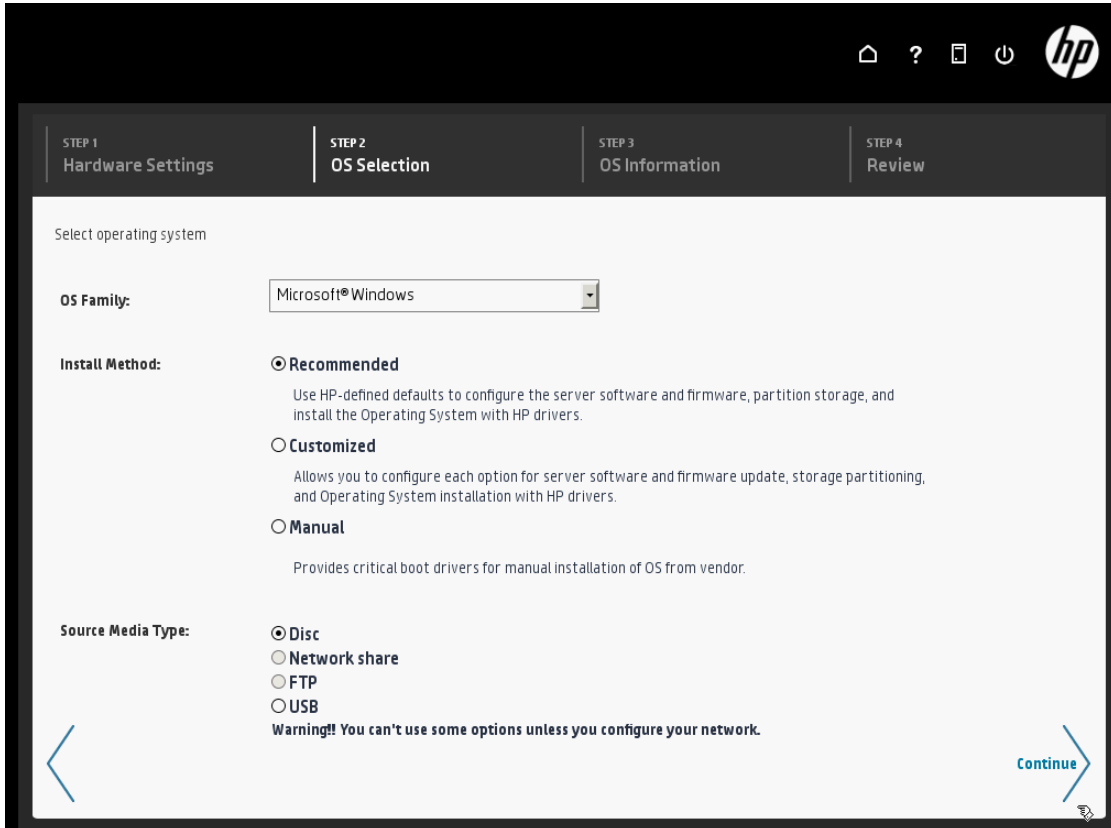 ?
hp
STEP 1
Hardware Settings
STEP 2
OS Selection
STEP 3
OS Information
STEP 4
Review
Select operating system
OS Family:
Microsoft® Windows
Install Method:
Recommended
Use HP-defined defaults to configure the server software and firmware, partition storage, and
install the Operating System with HP drivers.
Customized
Allows you to configure each option for server software and firmware update, storage partitioning,
and Operating System installation with HP drivers.
Manual
Provides critical boot drivers for manual installation of OS from vendor.
Source Media Type:
Disc
Network share
FTP
USB
Warning!! You can't use some options unless you configure your network.
Continue